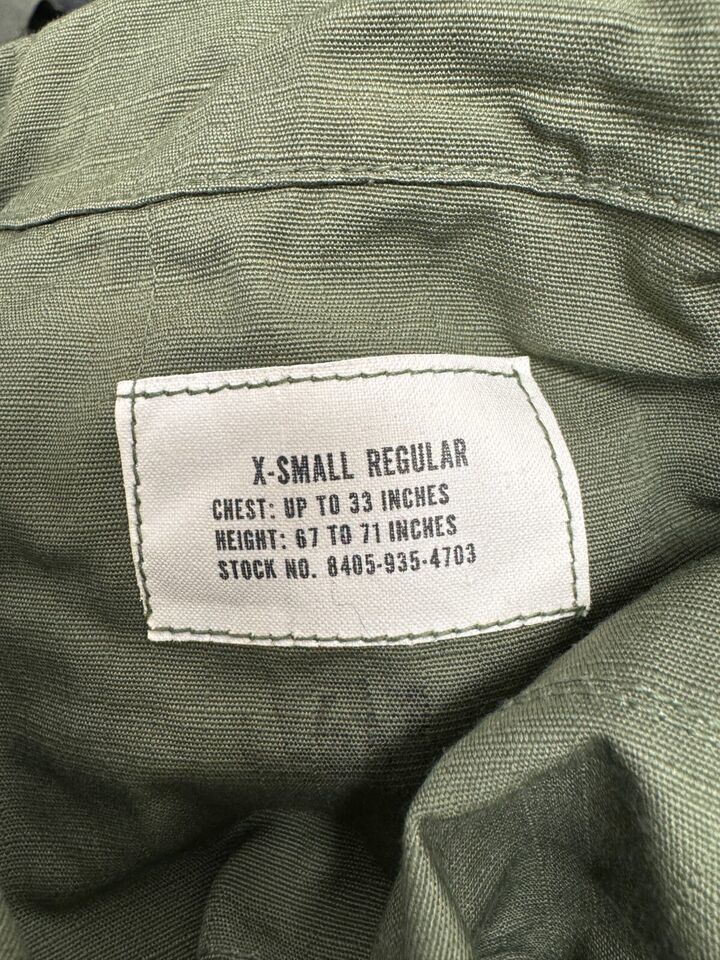 X-SMALL REGULAR
CHEST: UP TO 33 INCHES
HEIGHT: 67 TO 71 INCHES
STOCK NO. 8405-935-4703